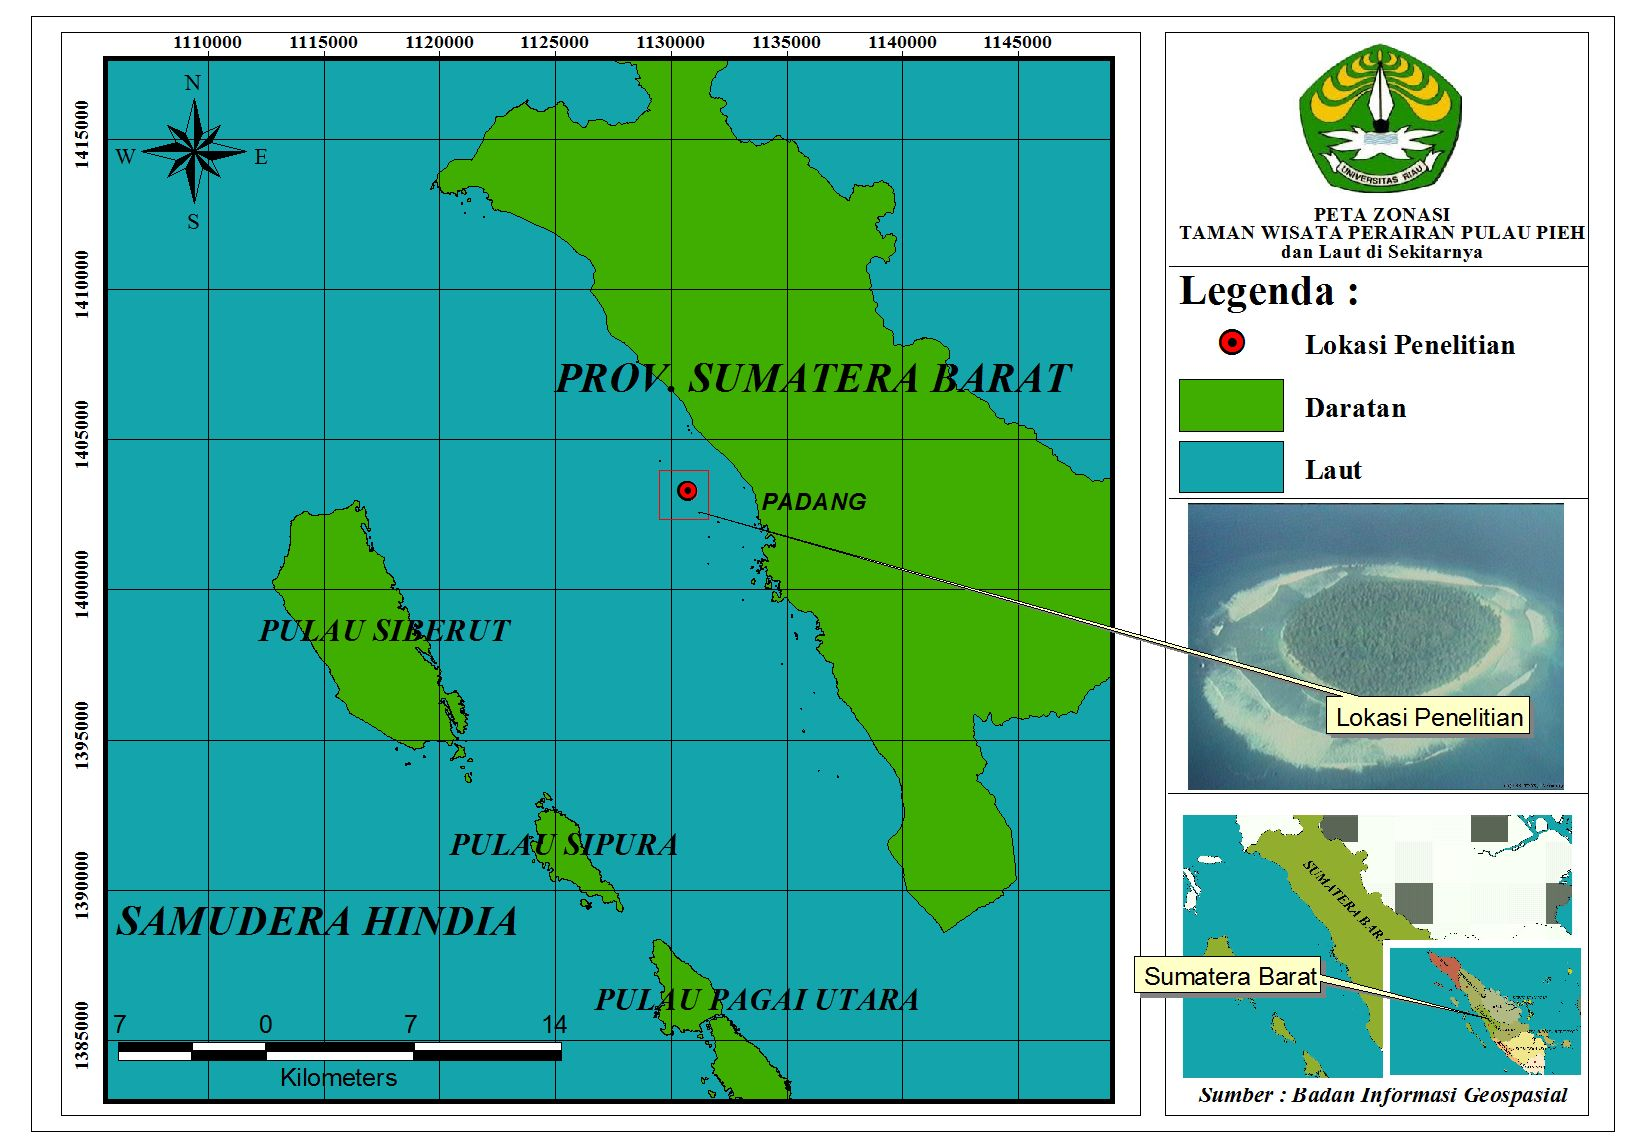 1110000 1115000 1120000 1125000 1130000 1135000 1140000 1145000
1415000
1410000
1405000
1400000
1395000
1390000
1385000
N
W E
S
PROV. SUMATERA BARAT
PADANG
PULAU SIBERUT
PULAU SIPURA
SAMUDERA HINDIA
PULAU PAGAI UTARA
7 0 7 14
Kilometers
UNIVERSITAS RIAU
PETA ZONASI
TAMAN WISATA PERAIRAN PULAU PIEH
dan Laut di Sekitarnya
Legenda :
Lokasi Penelitian
Daratan
Laut
Lokasi Penelitian
SUMATERA BAR
Sumatera Barat
Sumber : Badan Informasi Geospasial